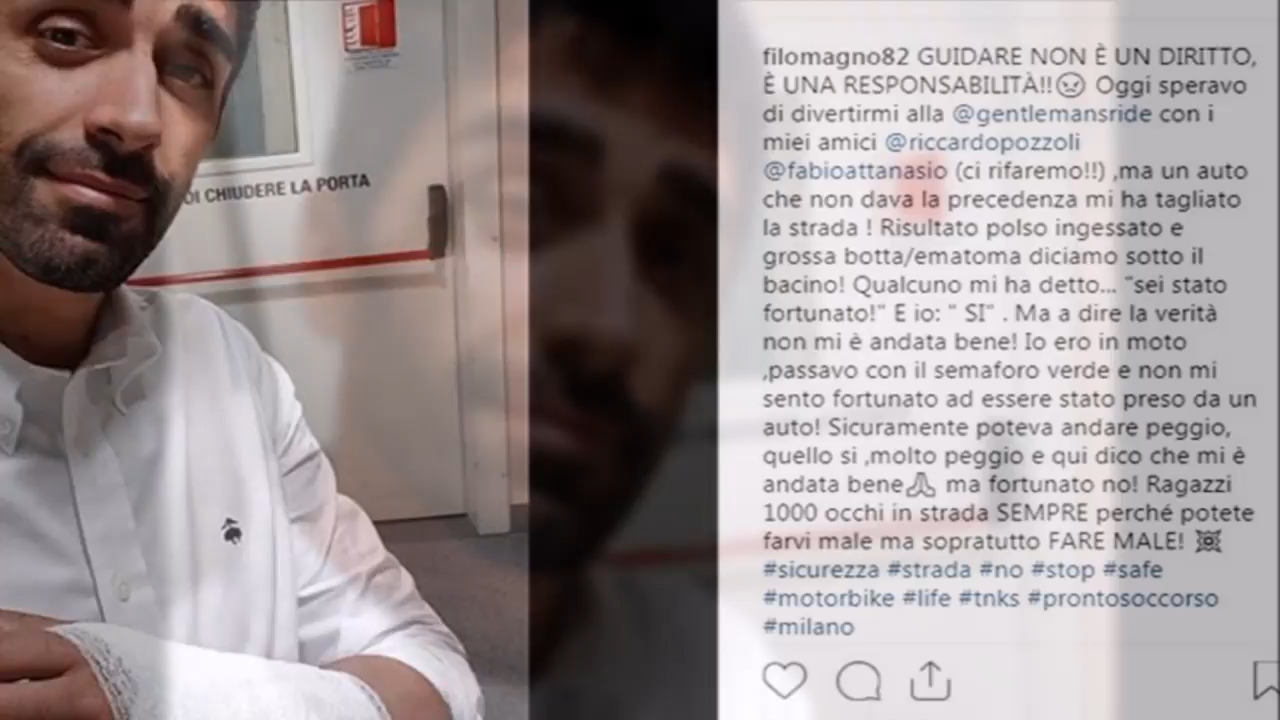 OI CHIUDERE LA PORTA
filomagno82 GUIDARE NON È UN DIRITTO,
È UNA RESPONSABILITÀ!!😠 Oggi speravo
di divertirmi alla @gentlemansride con i
miei amici @riccardopozzoli
@fabioattanasio (ci rifaremo!!) ,ma un auto
che non dava la precedenza mi ha tagliato
la strada ! Risultato polso ingessato e
grossa botta/ematoma diciamo sotto il
bacino! Qualcuno mi ha detto... "sei stato
fortunato!" E io: " SI" . Ma a dire la verità
non mi è andata bene! Io ero in moto
,passavo con il semaforo verde e non mi
sento fortunato ad essere stato preso da un
auto! Sicuramente poteva andare peggio,
quello si ,molto peggio e qui dico che mi è
andata bene🙏 ma fortunato no! Ragazzi
1000 occhi in strada SEMPRE perché potete
farvi male ma sopratutto FARE MALE! ☠
#sicurezza #strada #no #stop #safe
#motorbike #life #tnks #prontosoccorso
#milano